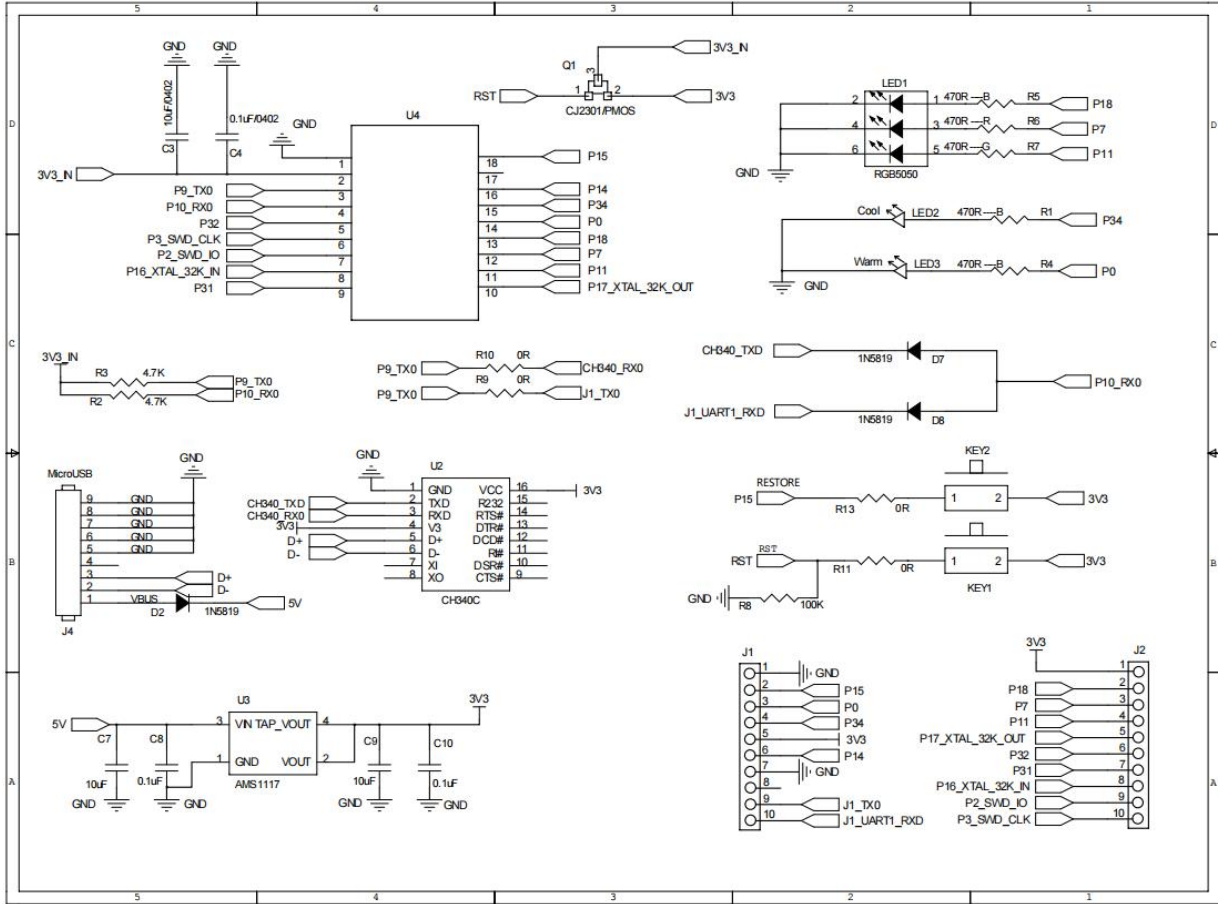 5 4 3 2 1
D
C
B
A
GND GND
10uF/0402
C3
0.1uF/0402
C4
GND
3V3_IN
U4
1
2
3
4
5
6
7
8
9
18
17
16
15
14
13
12
11
10
P9_TX0
P10_RX0
P32
P3_SWD_CLK
P2_SWD_IO
P16_XTAL_32K_IN
P31
P15
P14
P34
P0
P18
P7
P11
P17_XTAL_32K_OUT
Q1
3
1
2
RST
3V3_IN
3V3
CJ2301/PMOS
LED1
2 1 470R ---B R5 P18
4 3 470R ---R R6 P7
6 5 470R ---G R7 P11
GND
RGB5050
Cool LED2 470R ---B R1 P34
Warm LED3 470R ---B R4 P0
GND
3V3_IN
R3 4.7K P9_TX0
R2 4.7K P10_RX0
P9_TX0 R10 0R CH340_RX0
P9_TX0 R9 0R J1_TX0
CH340_TXD 1N5819 D7
P10_RX0
J1_UART1_RXD 1N5819 D8
MicroUSB
GND
9 GND
8 GND
7 GND
6 GND
5 GND
4
3 D+
2 D-
1 VBUS
D2 1N5819 5V
J4
GND
U2
CH340_TXD
CH340_RX0
3V3
D+
D-
1 GND VCC 16 3V3
2 TXD R232 15
3 RXD RTS# 14
4 V3 DTR# 13
5 D+ DCD# 12
6 D- RI# 11
7 XI DSR# 10
8 XO CTS# 9
CH340C
KEY2
RESTORE
P15 R13 0R 1 2 3V3
RST
RST R11 0R 1 2 3V3
KEY1
GND R8 100K
5V
C7
10uF
GND
C8
0.1uF
GND
U3
3 VIN TAP_VOUT 4
1 GND VOUT 2
AMS1117
3V3
C9
10uF
GND
C10
0.1uF
GND
J1
1 GND
2 P15
3 P0
4 P34
5 3V3
6 P14
7 GND
8
9 J1_TX0
10 J1_UART1_RXD
3V3
J2
1
P18 2
P7 3
P11 4
P17_XTAL_32K_OUT 5
P32 6
P31 7
P16_XTAL_32K_IN 8
P2_SWD_IO 9
P3_SWD_CLK 10
D
C
B
A
5 4 3 2 1